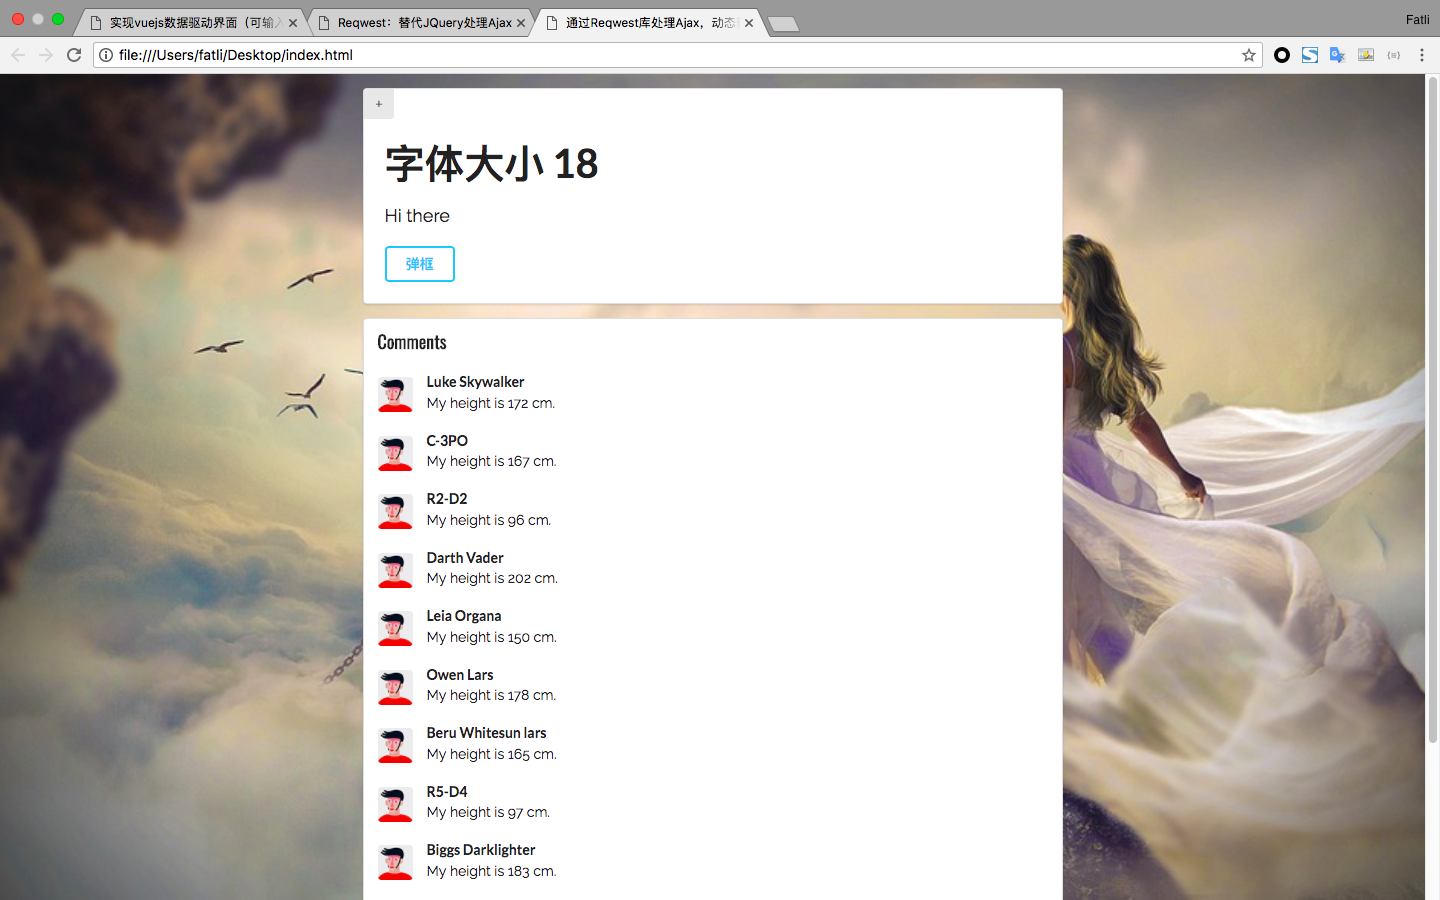 实现vuejs数据驱动界面（可输入
Reqwest：替代JQuery处理Ajax
通过Reqwest库处理Ajax，动态
Fatli
file:///Users/fatli/Desktop/index.html
+
字体大小 18
Hi there
弹框
Comments
Luke Skywalker
My height is 172 cm.
C-3PO
My height is 167 cm.
R2-D2
My height is 96 cm.
Darth Vader
My height is 202 cm.
Leia Organa
My height is 150 cm.
Owen Lars
My height is 178 cm.
Beru Whitesun lars
My height is 165 cm.
R5-D4
My height is 97 cm.
Biggs Darklighter
My height is 183 cm.